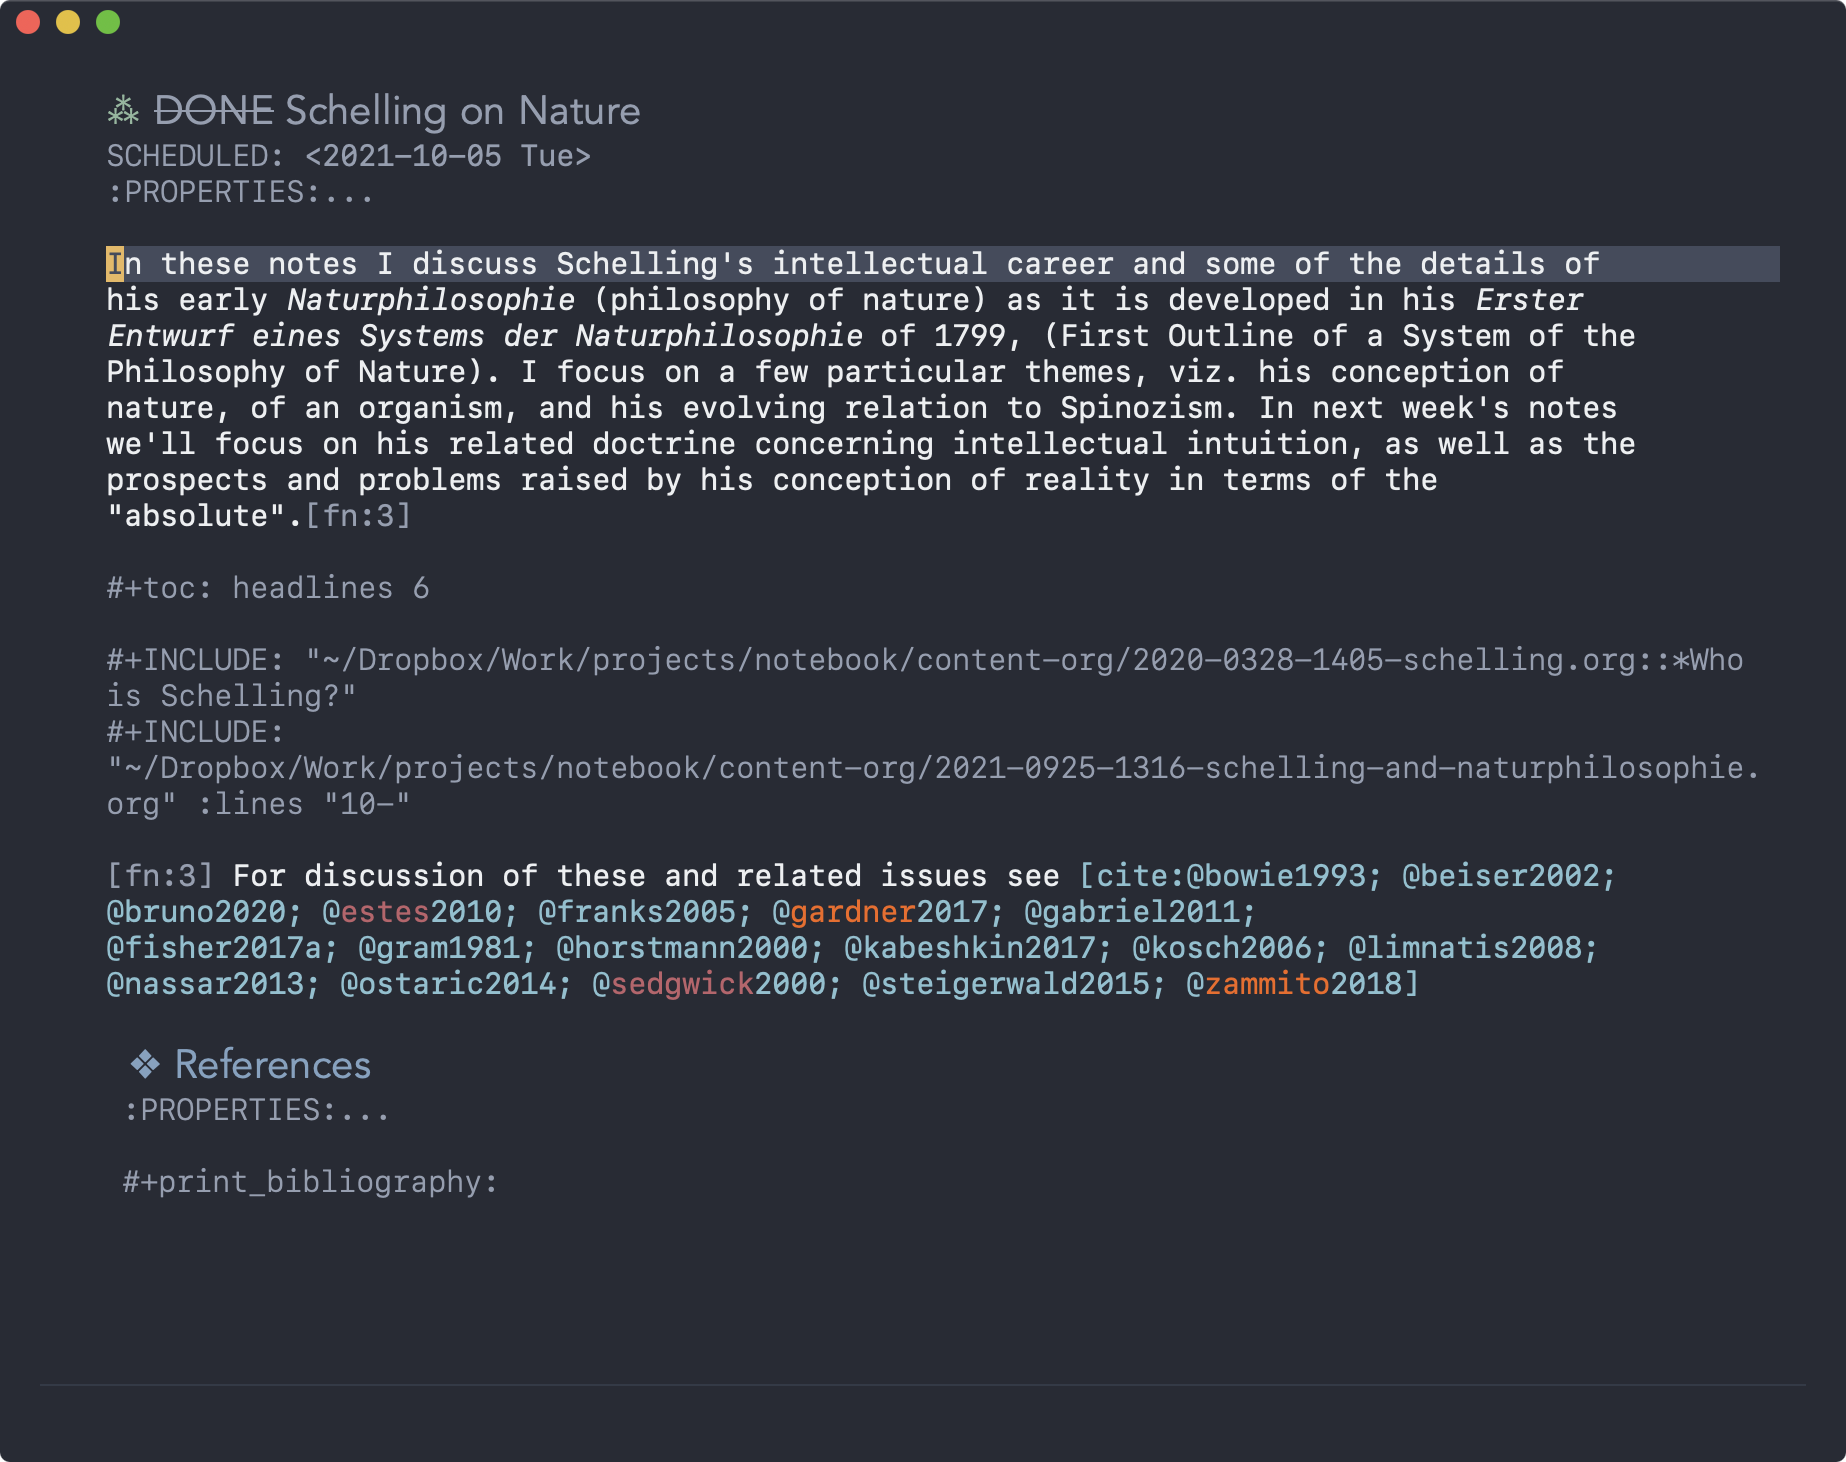 ⁂ DONE Schelling on Nature
SCHEDULED: <2021-10-05 Tue>
:PROPERTIES:...
In these notes I discuss Schelling's intellectual career and some of the details of
his early Naturphilosophie (philosophy of nature) as it is developed in his Erster
Entwurf eines Systems der Naturphilosophie of 1799, (First Outline of a System of the
Philosophy of Nature). I focus on a few particular themes, viz. his conception of
nature, of an organism, and his evolving relation to Spinozism. In next week's notes
we'll focus on his related doctrine concerning intellectual intuition, as well as the
prospects and problems raised by his conception of reality in terms of the
"absolute".[fn:3]
#+toc: headlines 6
#+INCLUDE: "~/Dropbox/Work/projects/notebook/content-org/2020-0328-1405-schelling.org::*Who
is Schelling?"
#+INCLUDE:
"~/Dropbox/Work/projects/notebook/content-org/2021-0925-1316-schelling-and-naturphilosophie.
org" :lines "10-"
[fn:3] For discussion of these and related issues see [cite:@bowie1993; @beiser2002;
@bruno2020; @estes2010; @franks2005; @gardner2017; @gabriel2011;
@fisher2017a; @gram1981; @horstmann2000; @kabeshkin2017; @kosch2006; @limnatis2008;
@nassar2013; @ostaric2014; @sedgwick2000; @steigerwald2015; @zammito2018]
❖ References
:PROPERTIES:...
#+print_bibliography: